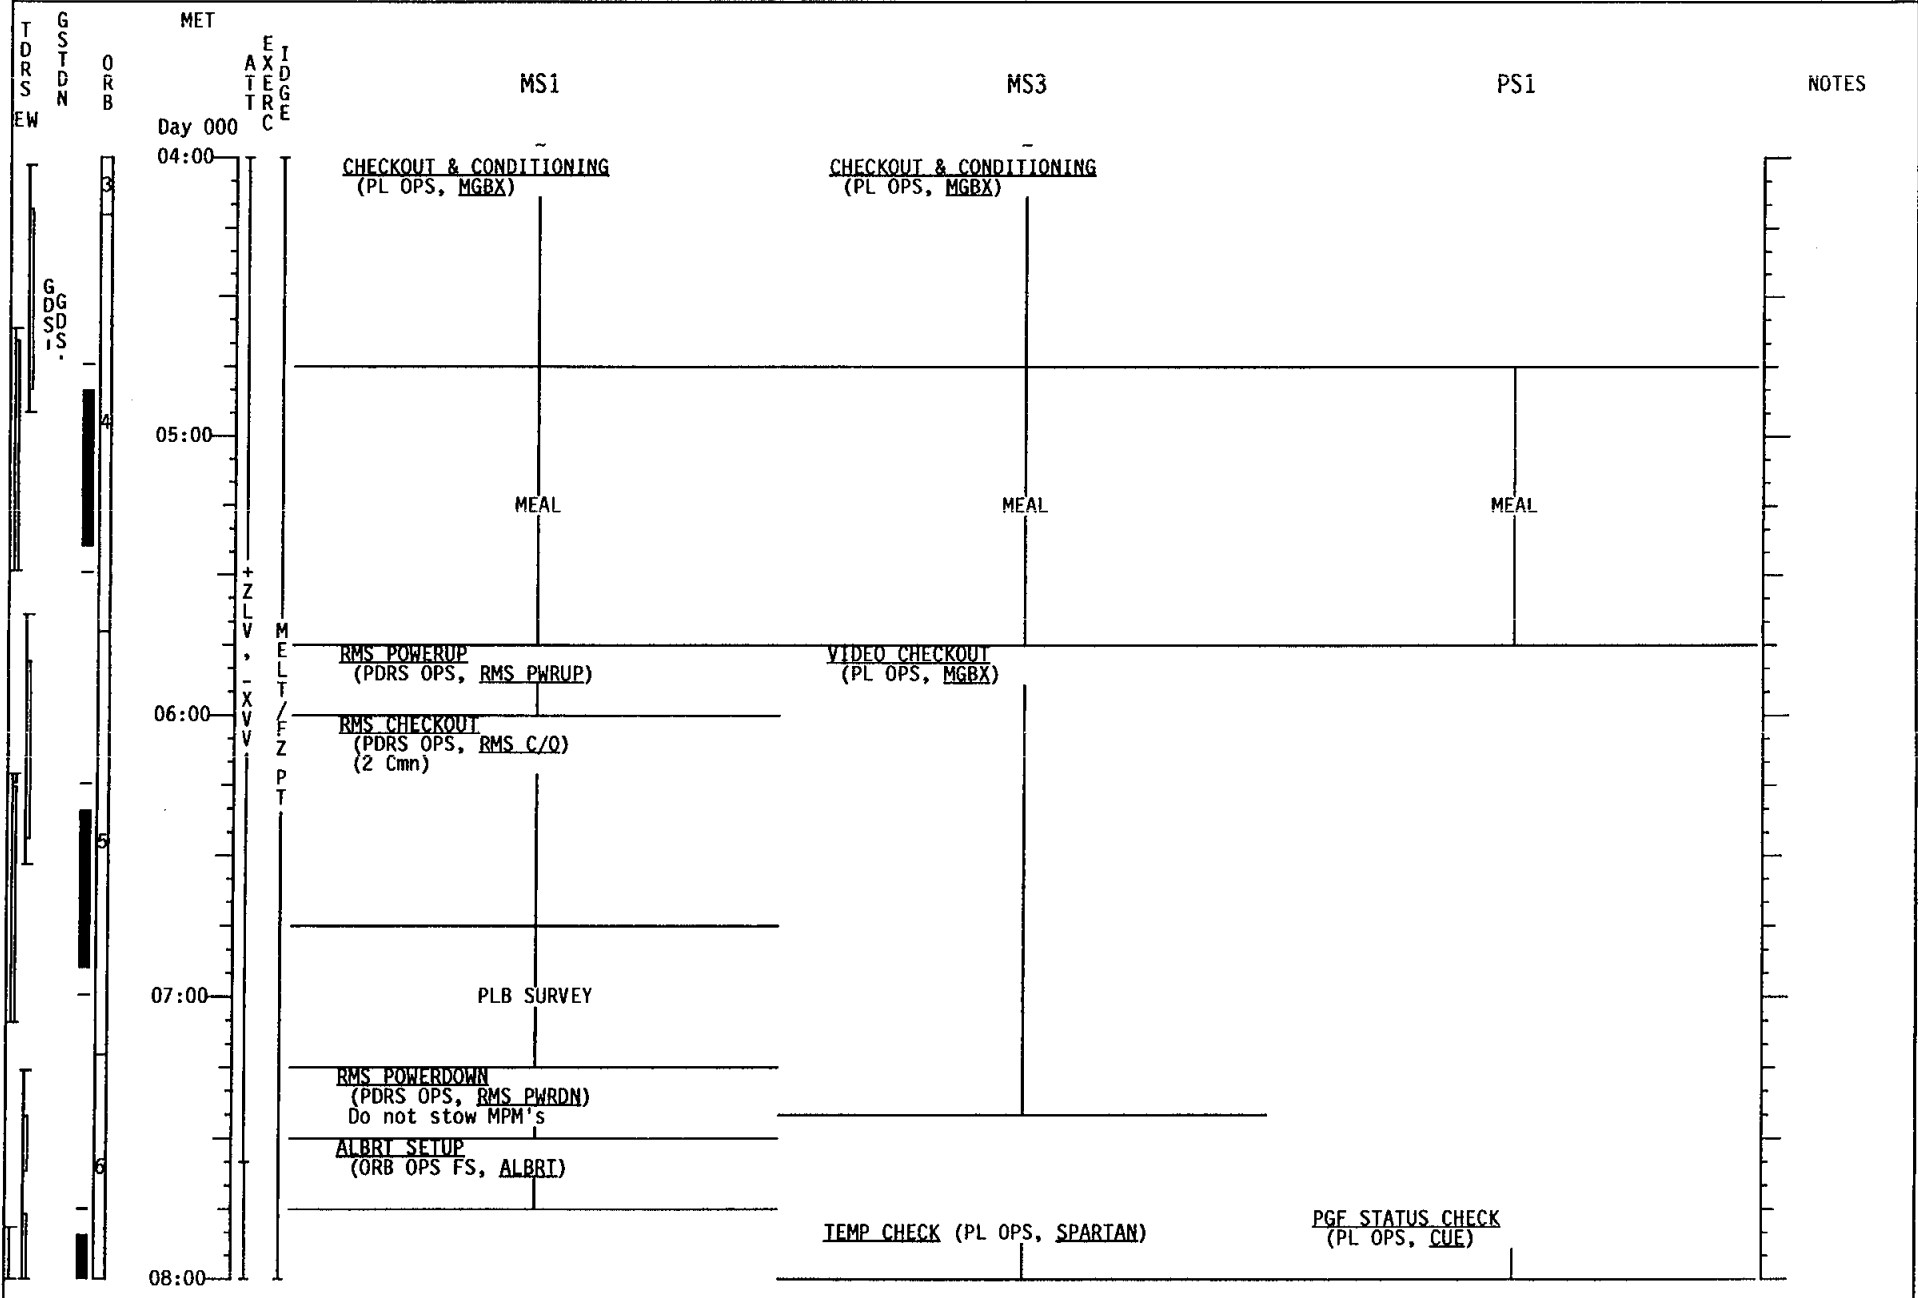 TDRS
EW
GSTDN
ORB
MET
Day 000
ATT
EXERC
IDGE
MS1
MS3
PS1
NOTES
04:00
CHECKOUT & CONDITIONING
(PL OPS, MGBX)
CHECKOUT & CONDITIONING
(PL OPS, MGBX)
3
GDS
GDS
4
05:00
MEAL
MEAL
MEAL
+ZLV, -XVV
MELT/FZ PT
RMS POWERUP
(PDRS OPS, RMS PWRUP)
VIDEO CHECKOUT
(PL OPS, MGBX)
06:00
RMS CHECKOUT
(PDRS OPS, RMS C/O)
(2 Cmn)
5
07:00
PLB SURVEY
RMS POWERDOWN
(PDRS OPS, RMS PWRDN)
Do not stow MPM's
ALBRT SETUP
(ORB OPS FS, ALBRT)
6
TEMP CHECK (PL OPS, SPARTAN)
PGF STATUS CHECK
(PL OPS, CUE)
08:00